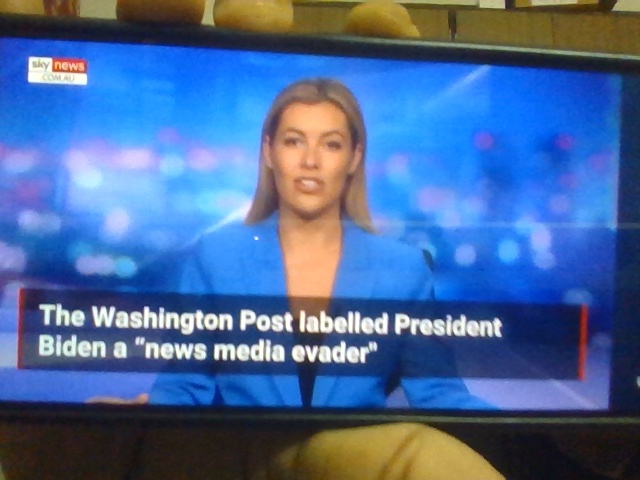 sky news
.COM.AU
The Washington Post labelled President
Biden a "news media evader"